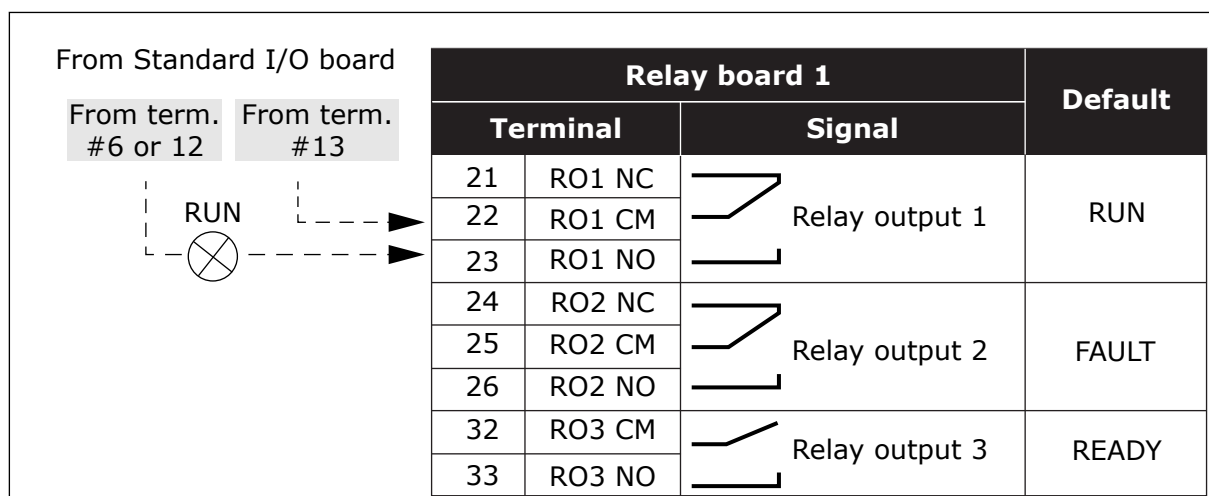 From Standard I/O board
From term. #6 or 12
From term. #13
RUN
Relay board 1
Default
Terminal
Signal
21 RO1 NC
22 RO1 CM
23 RO1 NO
Relay output 1
RUN
24 RO2 NC
25 RO2 CM
26 RO2 NO
Relay output 2
FAULT
32 RO3 CM
33 RO3 NO
Relay output 3
READY